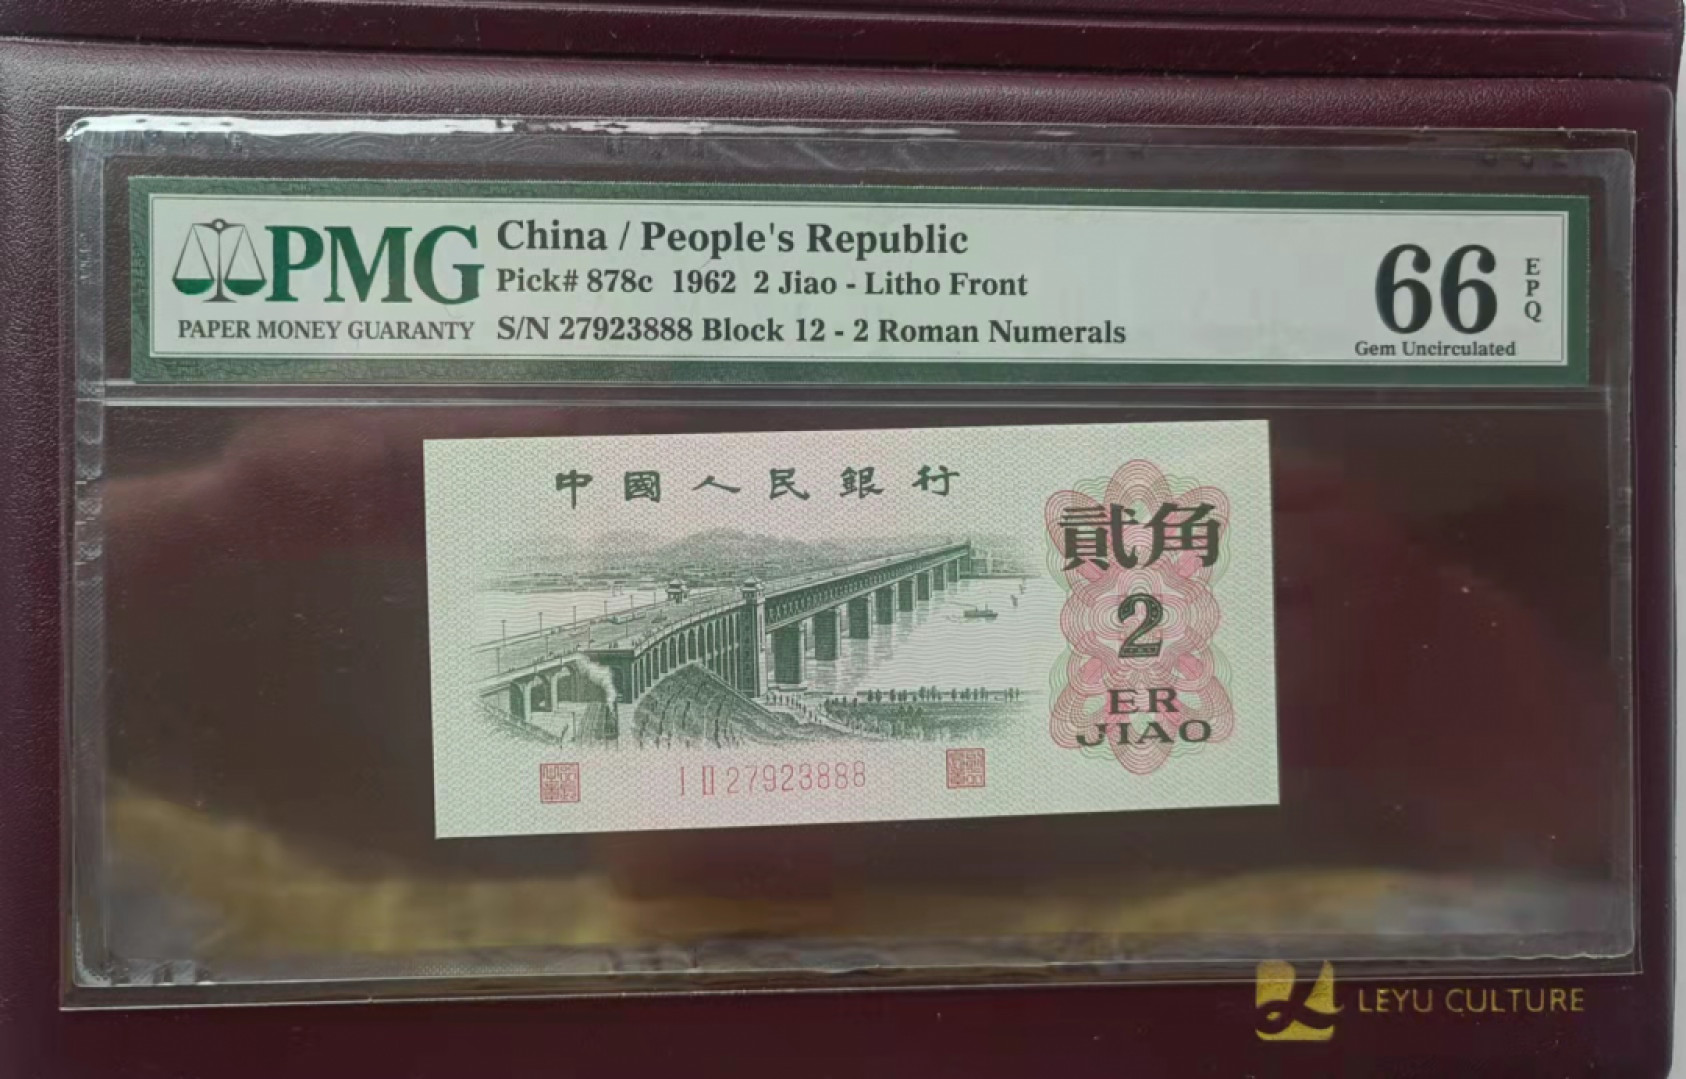 PMG
PAPER MONEY GUARANTY
China / People's Republic
Pick# 878c 1962 2 Jiao - Litho Front
S/N 27923888 Block 12 - 2 Roman Numerals
66
EPQ
Gem Uncirculated
中國人民銀行
貳角
2
ER
JIAO
I II 27923888
LEYU CULTURE